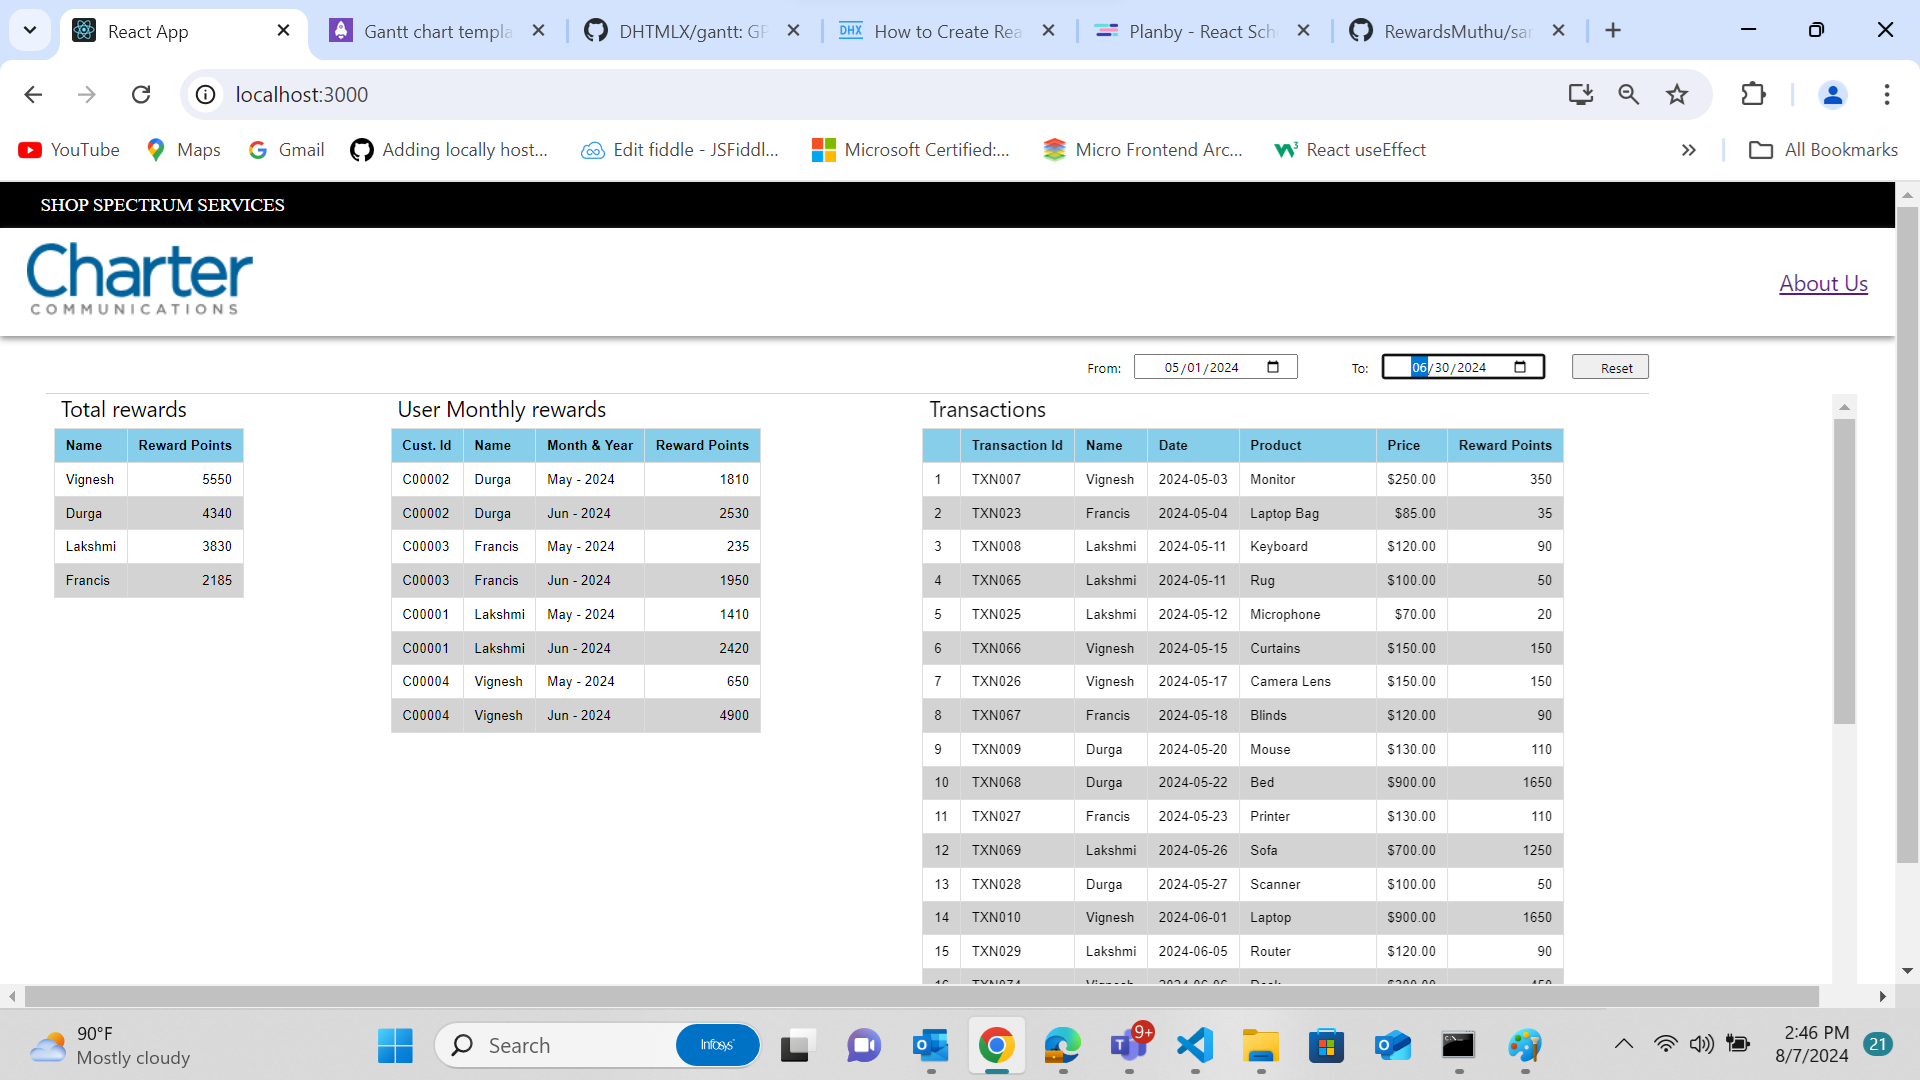 React App
Gantt chart templa
DHTMLX/gantt: GP
DHX How to Create Rea
Planby - React Sch
RewardsMuthu/sar
localhost:3000
YouTube
Maps
Gmail
Adding locally host...
Edit fiddle - JSFiddl...
Microsoft Certified:...
Micro Frontend Arc...
React useEffect
All Bookmarks
SHOP SPECTRUM SERVICES
Charter
COMMUNICATIONS
About Us
From: 05/01/2024 To: 06/30/2024 Reset
Total rewards
Name Reward Points
Vignesh 5550
Durga 4340
Lakshmi 3830
Francis 2185
User Monthly rewards
Cust. Id Name Month & Year Reward Points
C00002 Durga May - 2024 1810
C00002 Durga Jun - 2024 2530
C00003 Francis May - 2024 235
C00003 Francis Jun - 2024 1950
C00001 Lakshmi May - 2024 1410
C00001 Lakshmi Jun - 2024 2420
C00004 Vignesh May - 2024 650
C00004 Vignesh Jun - 2024 4900
Transactions
Transaction Id Name Date Product Price Reward Points
1 TXN007 Vignesh 2024-05-03 Monitor $250.00 350
2 TXN023 Francis 2024-05-04 Laptop Bag $85.00 35
3 TXN008 Lakshmi 2024-05-11 Keyboard $120.00 90
4 TXN065 Lakshmi 2024-05-11 Rug $100.00 50
5 TXN025 Lakshmi 2024-05-12 Microphone $70.00 20
6 TXN066 Vignesh 2024-05-15 Curtains $150.00 150
7 TXN026 Vignesh 2024-05-17 Camera Lens $150.00 150
8 TXN067 Francis 2024-05-18 Blinds $120.00 90
9 TXN009 Durga 2024-05-20 Mouse $130.00 110
10 TXN068 Durga 2024-05-22 Bed $900.00 1650
11 TXN027 Francis 2024-05-23 Printer $130.00 110
12 TXN069 Lakshmi 2024-05-26 Sofa $700.00 1250
13 TXN028 Durga 2024-05-27 Scanner $100.00 50
14 TXN010 Vignesh 2024-06-01 Laptop $900.00 1650
15 TXN029 Lakshmi 2024-06-05 Router $120.00 90
90°F
Mostly cloudy
Search
Infosys
9+
2:46 PM
8/7/2024
21